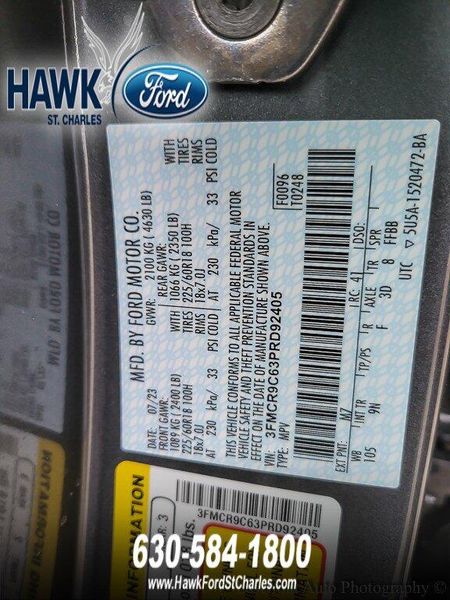 HAWK
Ford
ST. CHARLES
MFD. BY FORD MOTOR CO.
DATE: 07/23 GVWR: 2100 KG ( 4630 LB)
FRONT GAWR: REAR GAWR:
1089 KG ( 2400 LB) 1066 KG ( 2350 LB) WITH
225/60R18 100H 225/60R18 100H TIRES
18x7.0J 18x7.0J RIMS
AT 230 kPa/ 33 PSI COLD AT 230 kPa/ 33 PSI COLD
THIS VEHICLE CONFORMS TO ALL APPLICABLE FEDERAL MOTOR
VEHICLE SAFETY AND THEFT PREVENTION STANDARDS IN
EFFECT ON THE DATE OF MANUFACTURE SHOWN ABOVE.
VIN: 3FMCR9C63PRD92405
TYPE: MPV
F0096
T0248
EXT PNT: M7 RC: 41 DSO:
WB INT TR TP/PS R AXLE TR SPR
105 9N F 3D 8 FFBB
UTC ▽ 5U5A-1520472-BA
INFORMATION
3FMCR9C63PRD92405
lbs.
630-584-1800
www.HawkFordStCharles.com
Auto Photography ©